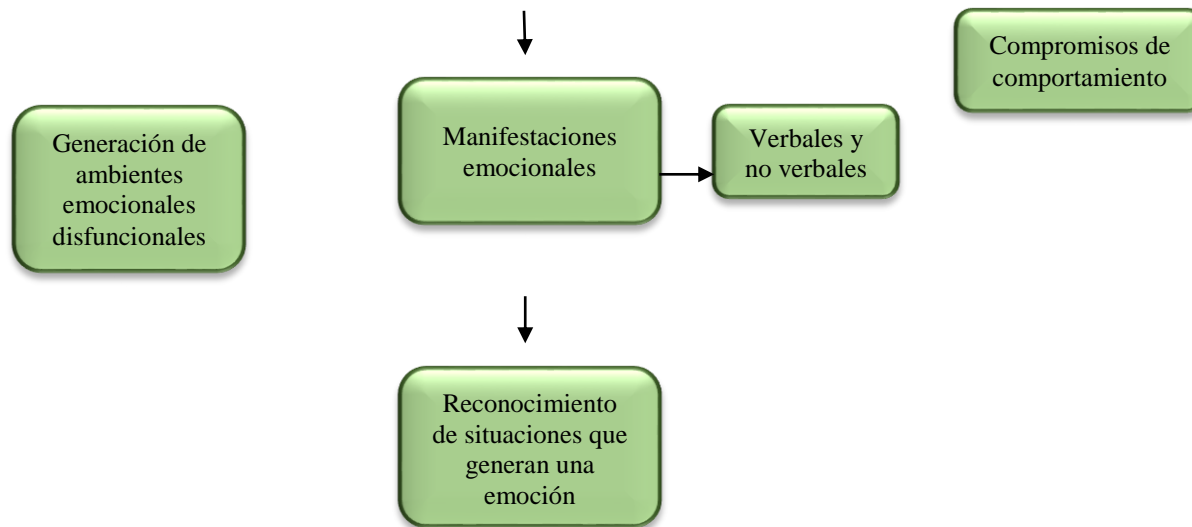 Compromisos de
comportamiento
Generación de
ambientes
emocionales
disfuncionales
Manifestaciones
emocionales
Verbales y
no verbales
Reconocimiento
de situaciones que
generan una
emoción